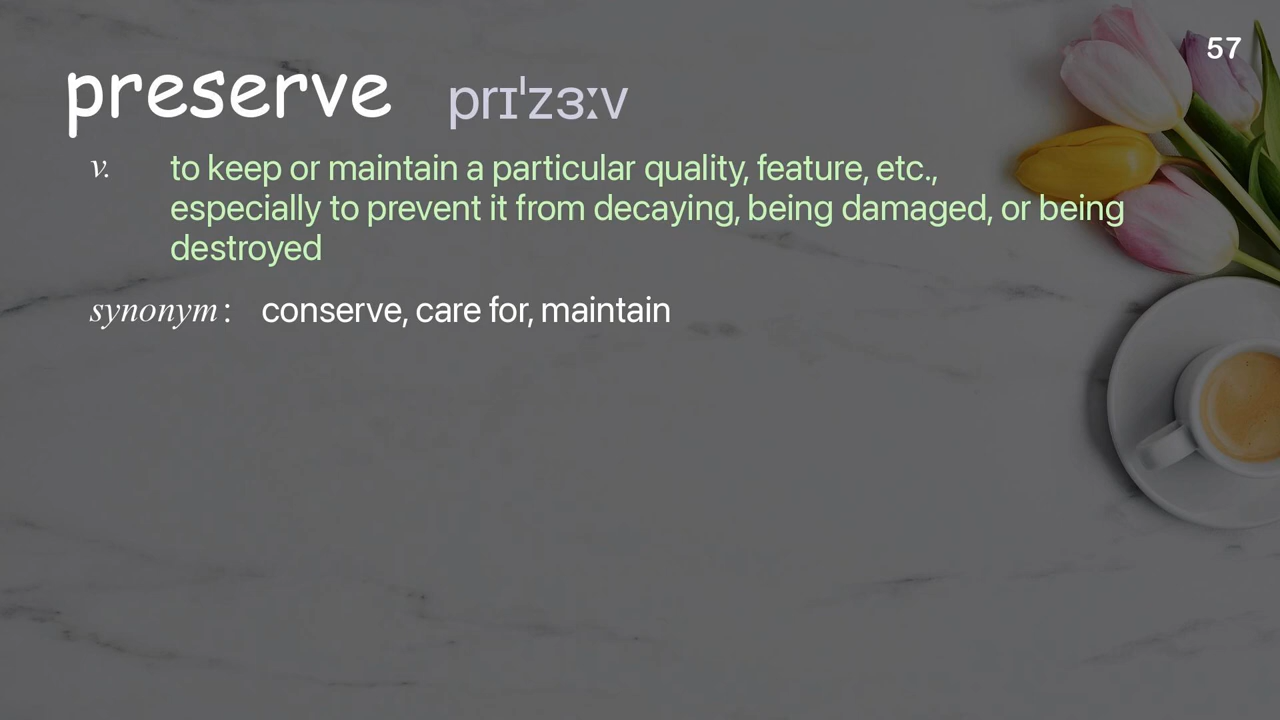 57
preserve prɪˈzɜːv
v. to keep or maintain a particular quality, feature, etc.,
especially to prevent it from decaying, being damaged, or being
destroyed
synonym: conserve, care for, maintain